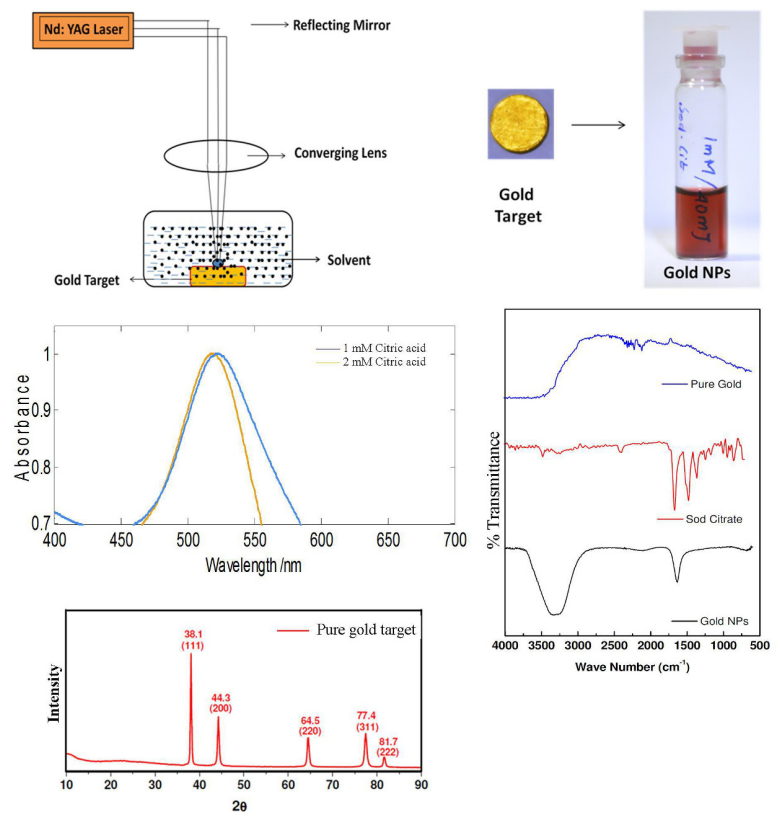 Nd: YAG Laser
Reflecting Mirror
Converging Lens
Solvent
Gold Target
Gold
Target
1mM/40mJ
Sod. Cit
Gold NPs
1 mM Citric acid
2 mM Citric acid
Absorbance
1
0.9
0.8
0.7
400 450 500 550 600 650 700
Wavelength /nm
Pure Gold
Sod Citrate
Gold NPs
% Transmittance
4000 3500 3000 2500 2000 1500 1000 500
Wave Number (cm⁻¹)
Pure gold target
Intensity
38.1
(111)
44.3
(200)
64.5
(220)
77.4
(311)
81.7
(222)
10 20 30 40 50 60 70 80 90
2θ